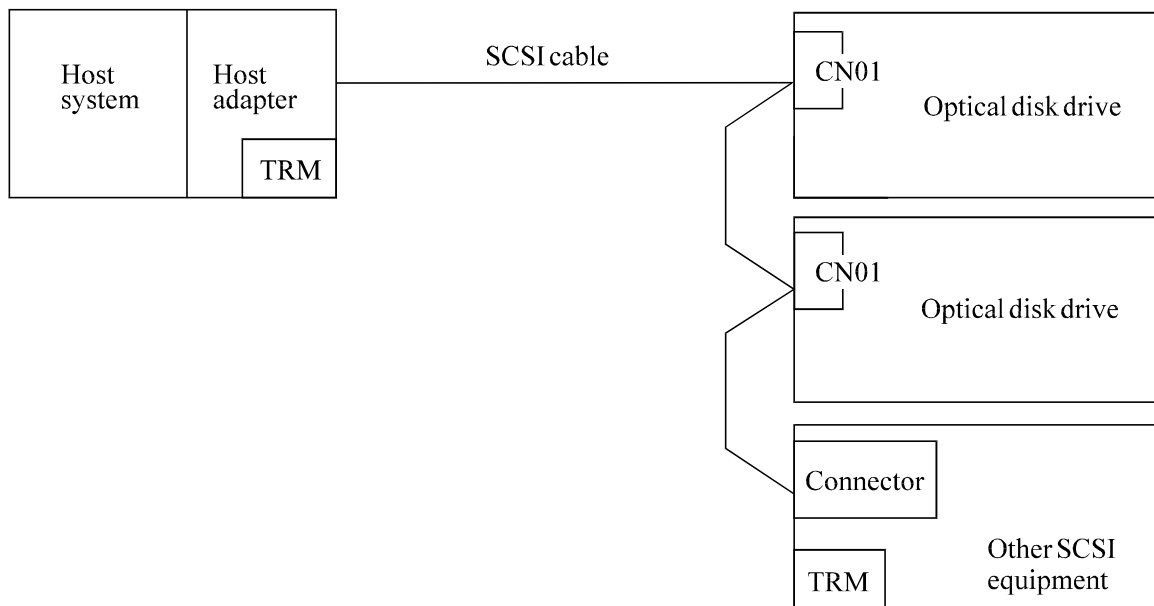 Host
system
Host
adapter
TRM
SCSI cable
CN01
Optical disk drive
CN01
Optical disk drive
Connector
TRM
Other SCSI
equipment